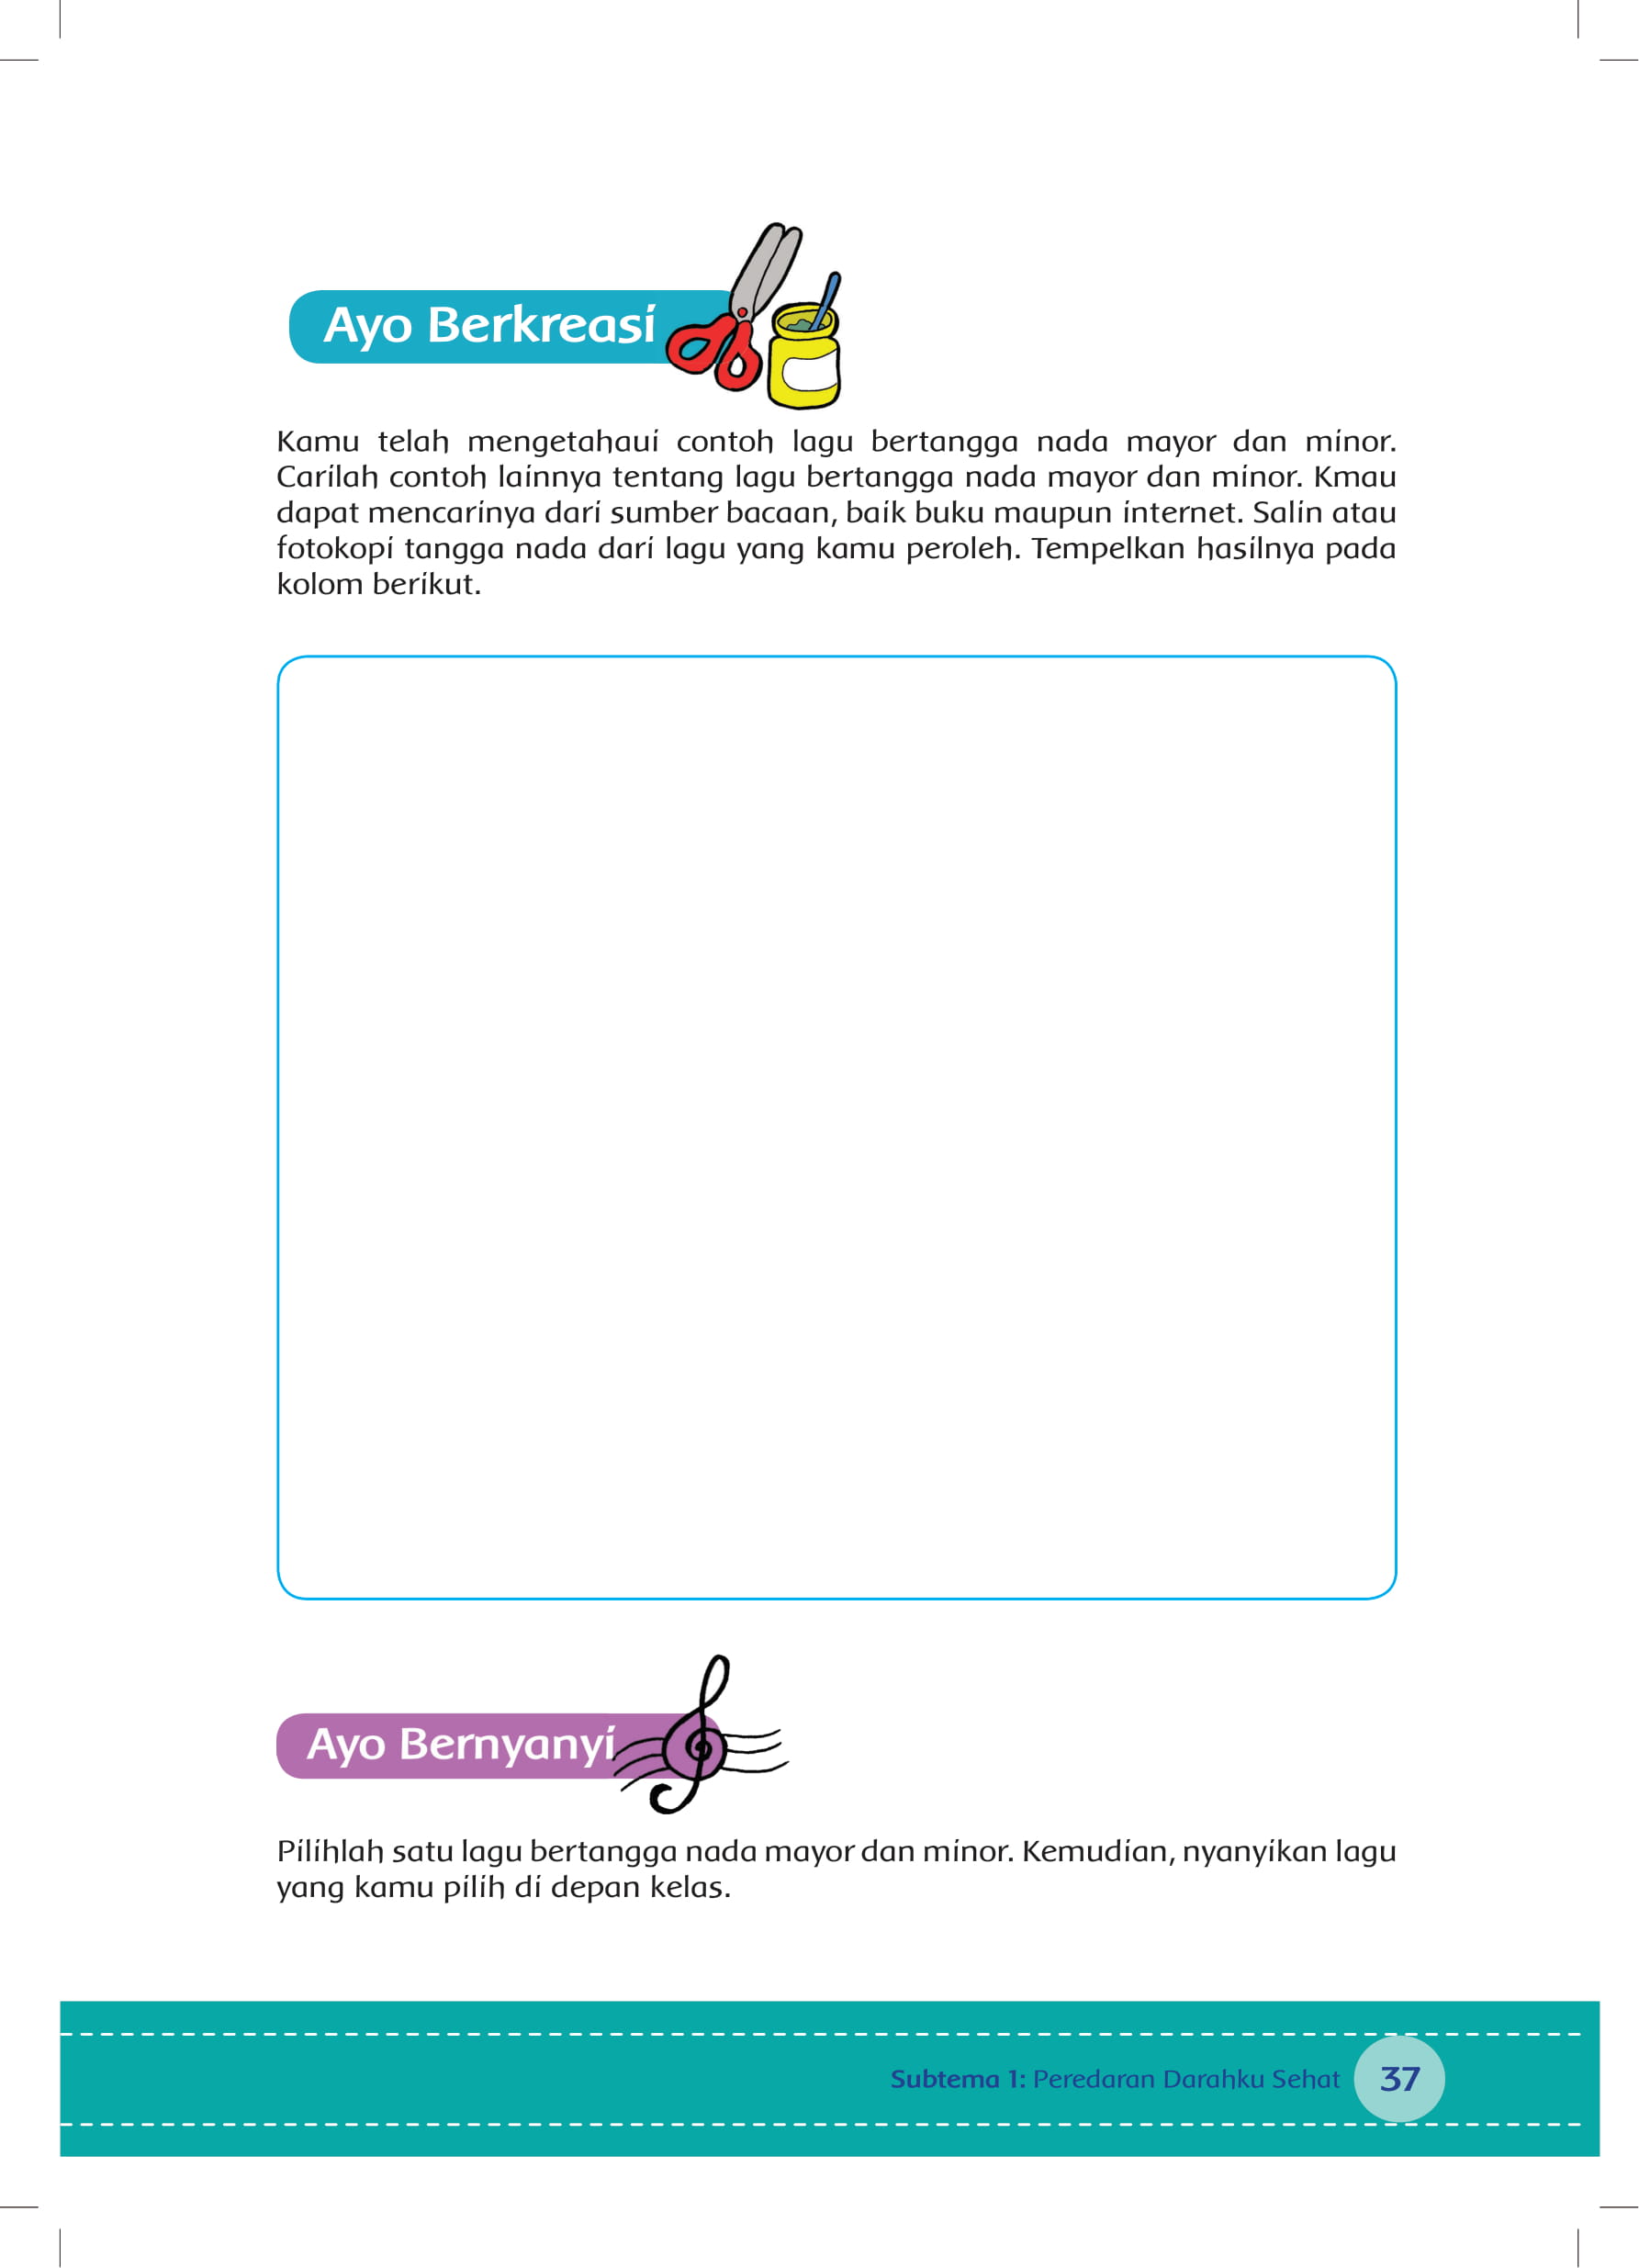 Ayo Berkreasi
Kamu telah mengetahaui contoh lagu bertangga nada mayor dan minor.
Carilah contoh lainnya tentang lagu bertangga nada mayor dan minor. Kmau
dapat mencarinya dari sumber bacaan, baik buku maupun internet. Salin atau
fotokopi tangga nada dari lagu yang kamu peroleh. Tempelkan hasilnya pada
kolom berikut.
Ayo Bernyanyi
Pilihlah satu lagu bertangga nada mayor dan minor. Kemudian, nyanyikan lagu
yang kamu pilih di depan kelas.
Subtema 1: Peredaran Darahku Sehat 37